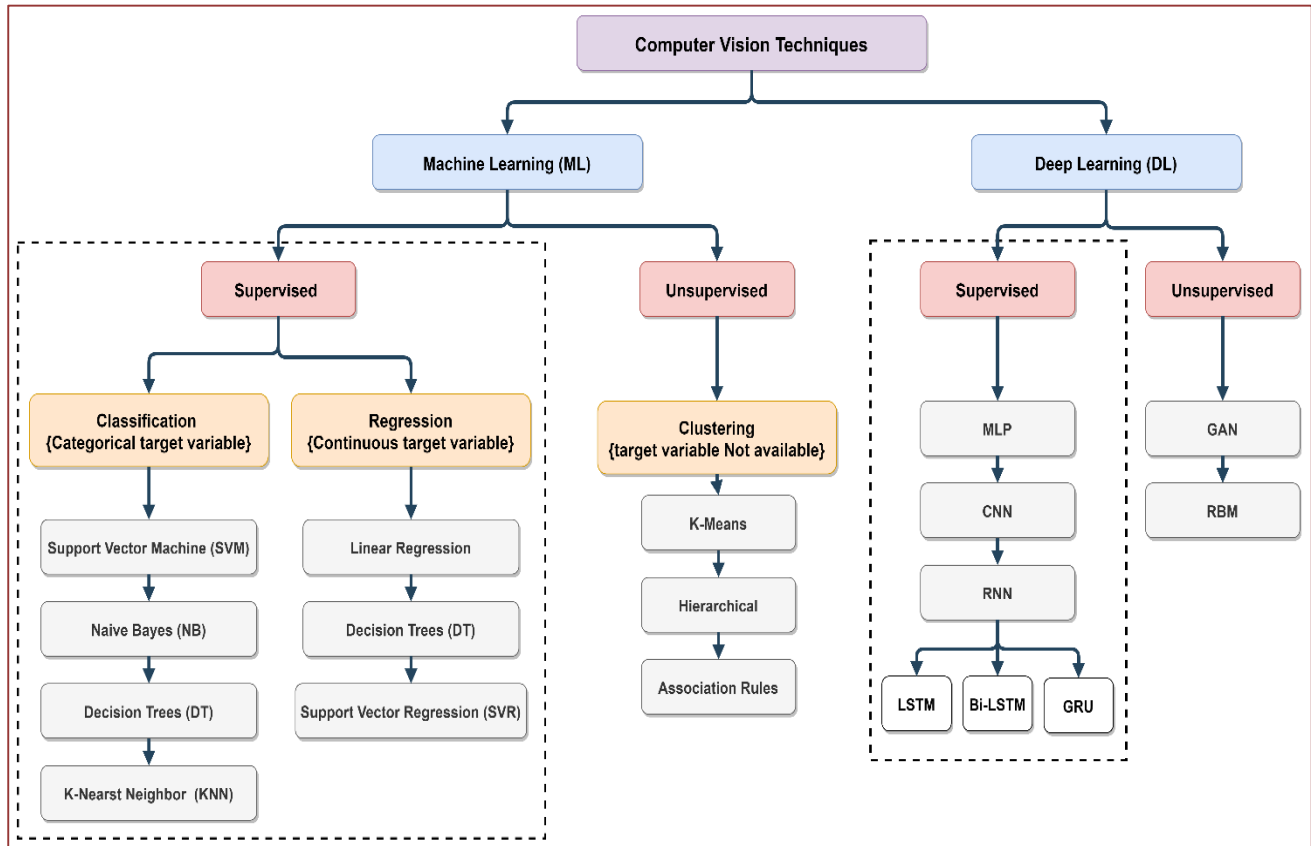 Computer Vision Techniques
Machine Learning (ML)
Deep Learning (DL)
Supervised
Unsupervised
Supervised
Unsupervised
Classification
{Categorical target variable}
Regression
{Continuous target variable}
Clustering
{target variable Not available}
MLP
GAN
Support Vector Machine (SVM)
Linear Regression
K-Means
CNN
RBM
Naive Bayes (NB)
Decision Trees (DT)
Hierarchical
RNN
Decision Trees (DT)
Support Vector Regression (SVR)
Association Rules
LSTM
Bi-LSTM
GRU
K-Nearst Neighbor (KNN)